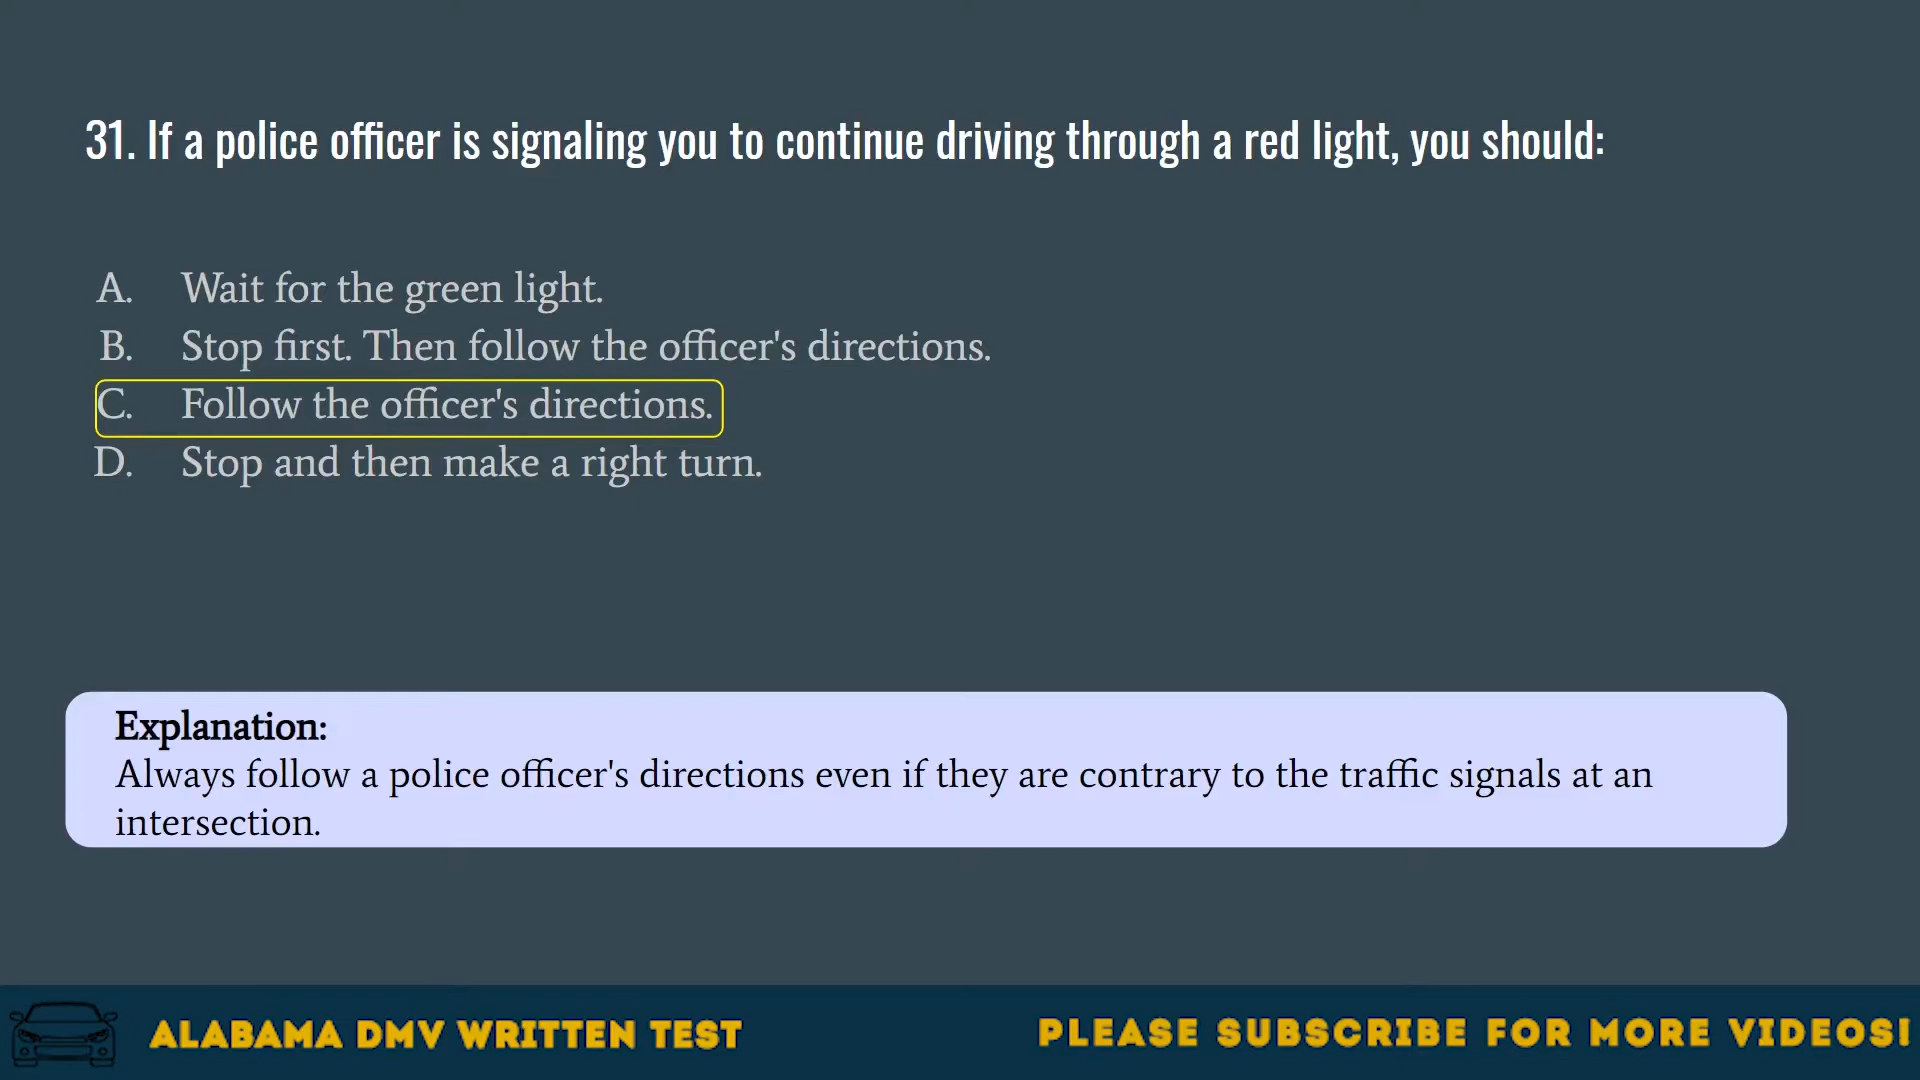 31. If a police officer is signaling you to continue driving through a red light, you should:
A. Wait for the green light.
B. Stop first. Then follow the officer's directions.
C. Follow the officer's directions.
D. Stop and then make a right turn.
Explanation:
Always follow a police officer's directions even if they are contrary to the traffic signals at an
intersection.
ALABAMA DMV WRITTEN TEST
PLEASE SUBSCRIBE FOR MORE VIDEOS!